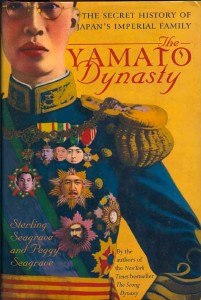 THE SECRET HISTORY OF
JAPAN'S IMPERIAL FAMILY
The
YAMATO
Dynasty
Sterling
Seagrave
and Peggy
Seagrave
By the
authors of
the New York
Times bestseller
The Soong
Dynasty